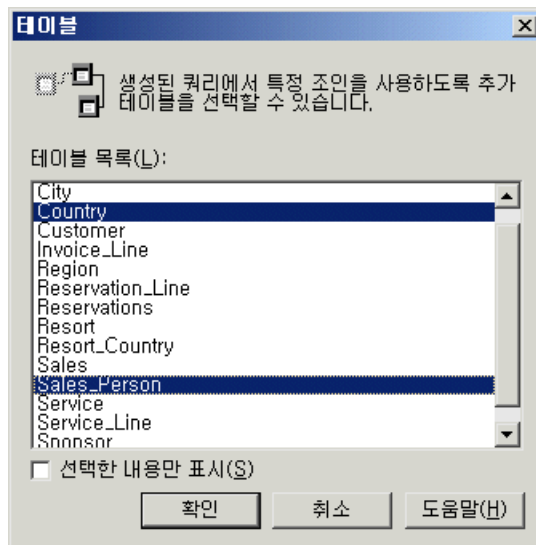 테이블
생성된 쿼리에서 특정 조인을 사용하도록 추가
테이블을 선택할 수 있습니다.
테이블 목록(L):
City
Country
Customer
Invoice_Line
Region
Reservation_Line
Reservations
Resort
Resort_Country
Sales
Sales_Person
Service
Service_Line
Sponsor
선택한 내용만 표시(S)
확인 취소 도움말(H)